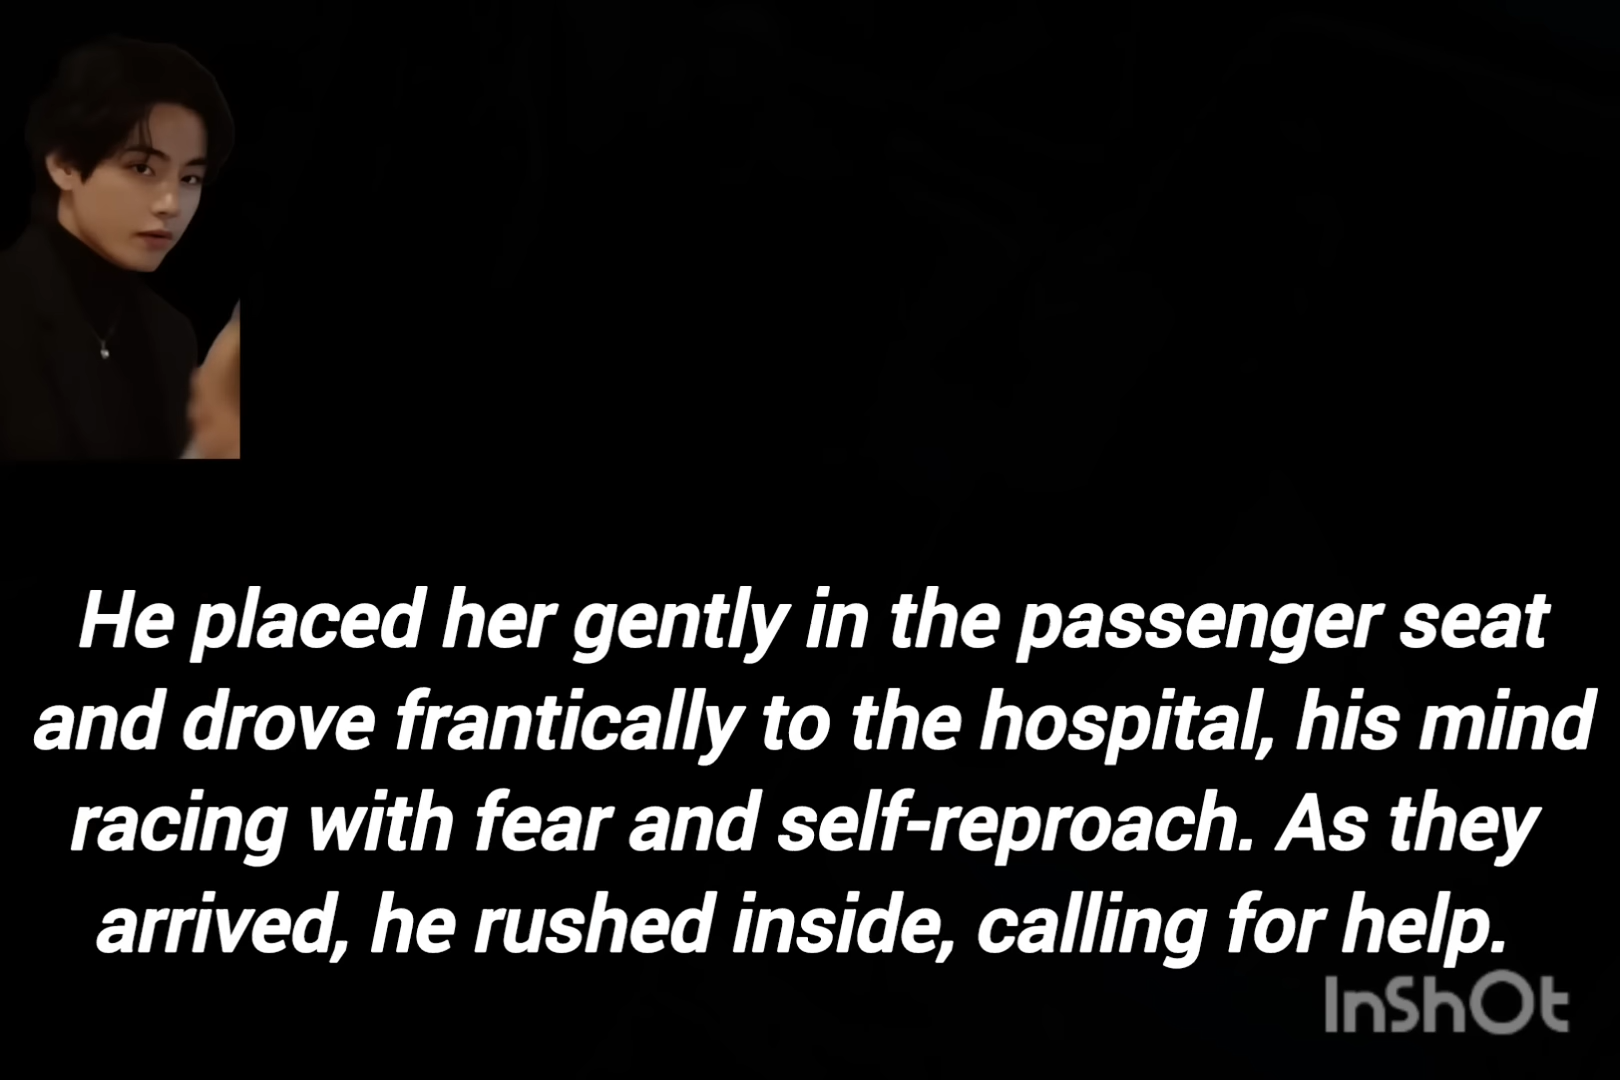 He placed her gently in the passenger seat
and drove frantically to the hospital, his mind
racing with fear and self-reproach. As they
arrived, he rushed inside, calling for help.
InShOt